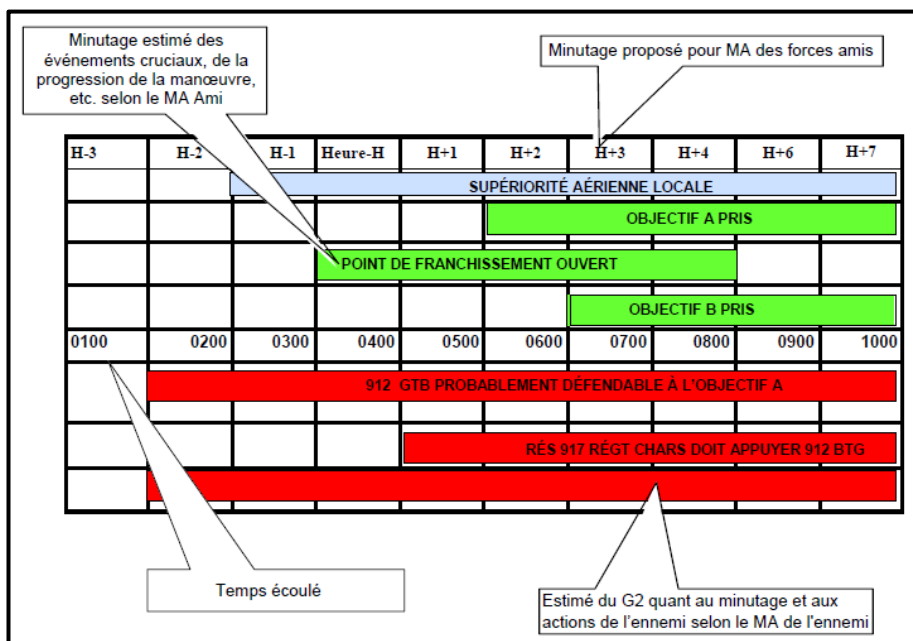 Minutage estimé des
événements cruciaux, de la
progression de la manœuvre,
etc. selon le MA Ami
Minutage proposé pour MA des forces amis
H-3 H-2 H-1 Heure-H H+1 H+2 H+3 H+4 H+6 H+7
SUPÉRIORITÉ AÉRIENNE LOCALE
OBJECTIF A PRIS
POINT DE FRANCHISSEMENT OUVERT
OBJECTIF B PRIS
0100 0200 0300 0400 0500 0600 0700 0800 0900 1000
912 GTB PROBABLEMENT DÉFENDABLE À L'OBJECTIF A
RÉS 917 RÉGT CHARS DOIT APPUYER 912 BTG
Temps écoulé
Estimé du G2 quant au minutage et aux
actions de l'ennemi selon le MA de l'ennemi